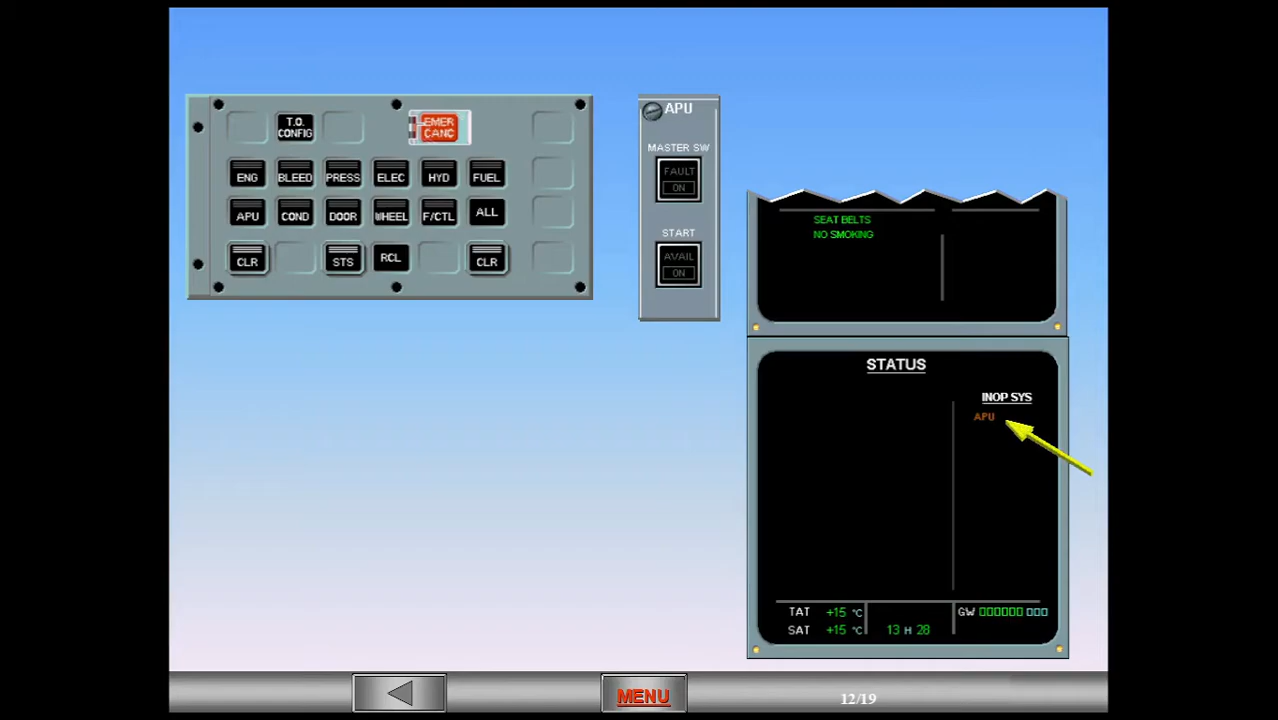 T.O.
CONFIG
EMER
CANC
ENG BLEED PRESS ELEC HYD FUEL
APU COND DOOR WHEEL F/CTL ALL
CLR STS RCL CLR
APU
MASTER SW
FAULT
ON
START
AVAIL
ON
SEAT BELTS
NO SMOKING
STATUS
INOP SYS
APU
TAT +15 °C
SAT +15 °C
13 H 28
GW
MENU
12/19